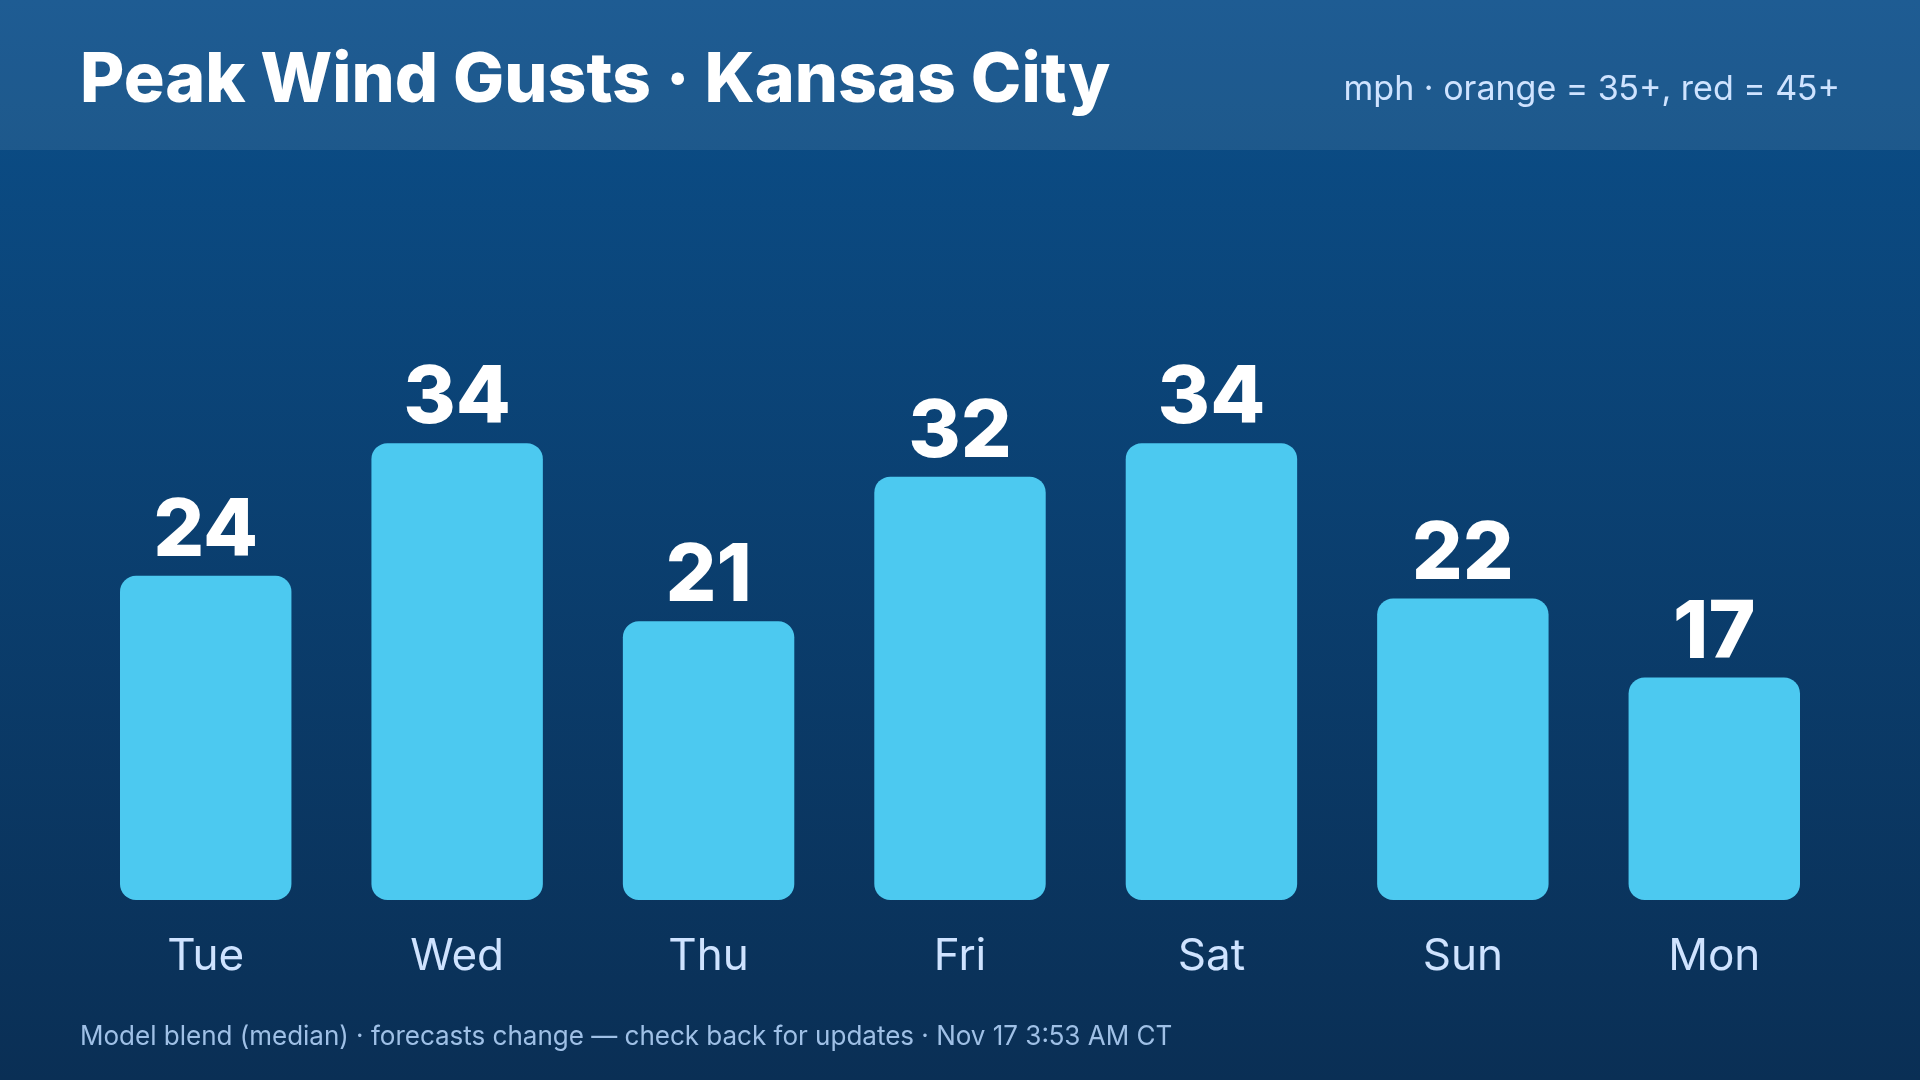 Peak Wind Gusts · Kansas City
mph · orange = 35+, red = 45+
24
34
21
32
34
22
17
Tue
Wed
Thu
Fri
Sat
Sun
Mon
Model blend (median) · forecasts change — check back for updates · Nov 17 3:53 AM CT